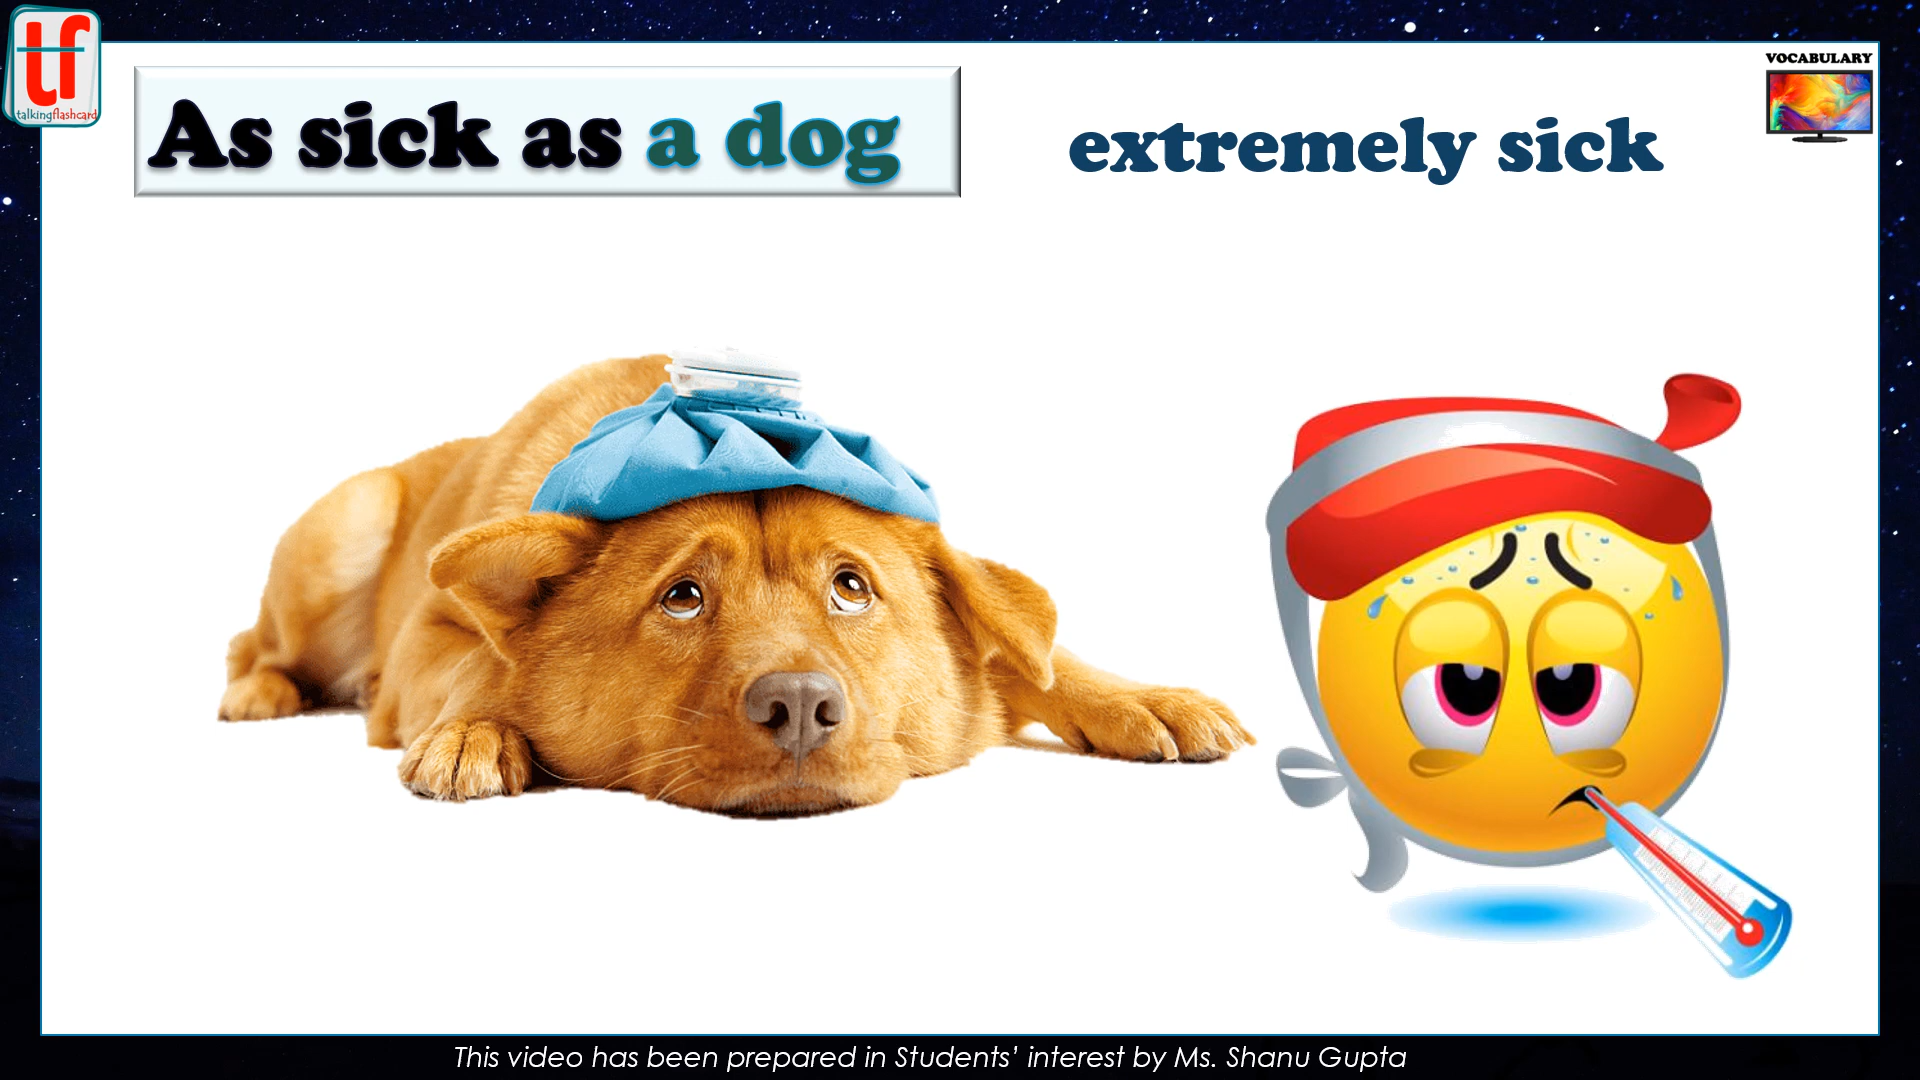 tf
talkingflashcard
As sick as a dog
extremely sick
VOCABULARY
This video has been prepared in Students’ interest by Ms. Shanu Gupta